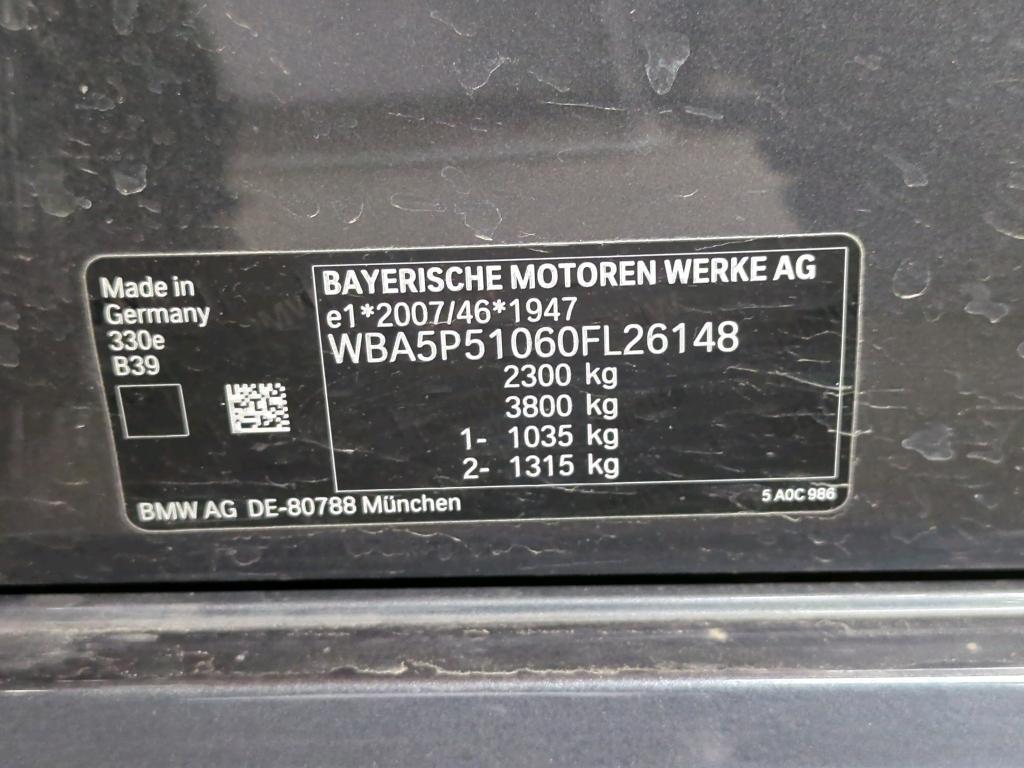 Made in
Germany
330e
B39
BAYERISCHE MOTOREN WERKE AG
e1*2007/46*1947
WBA5P51060FL26148
2300 kg
3800 kg
1- 1035 kg
2- 1315 kg
BMW AG DE-80788 München
5 A0C 986